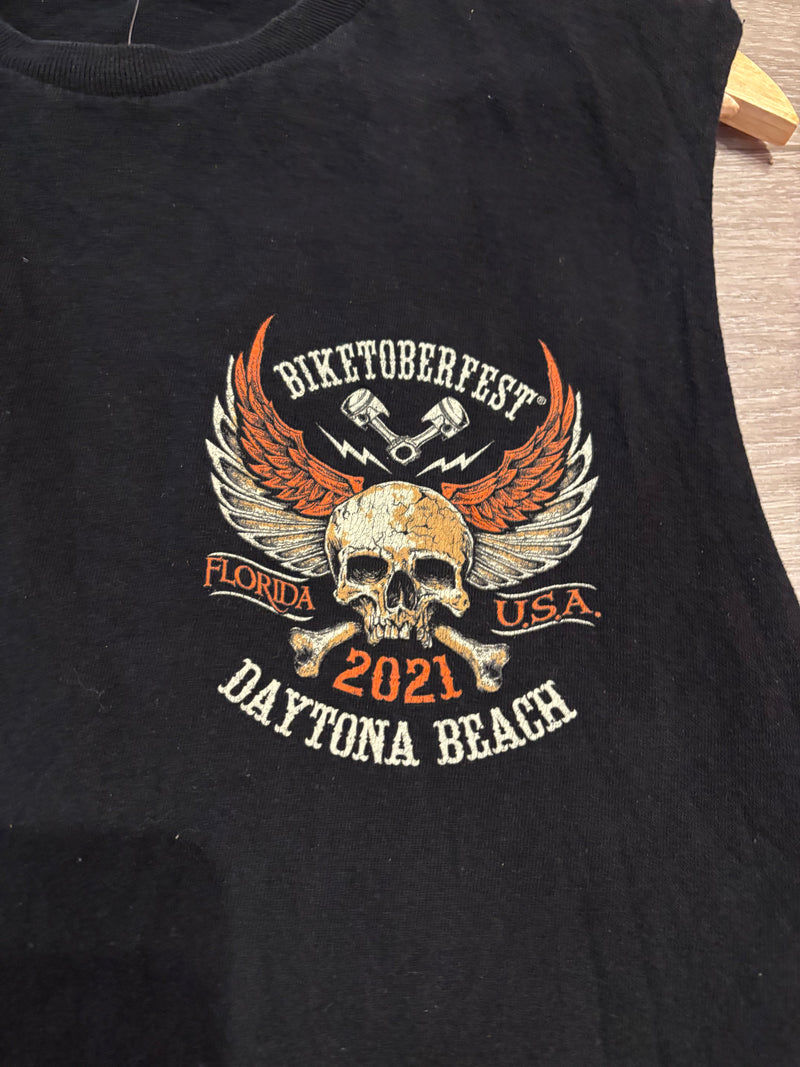 BIKETOBERFEST®
FLORIDA
U.S.A.
2021
DAYTONA BEACH